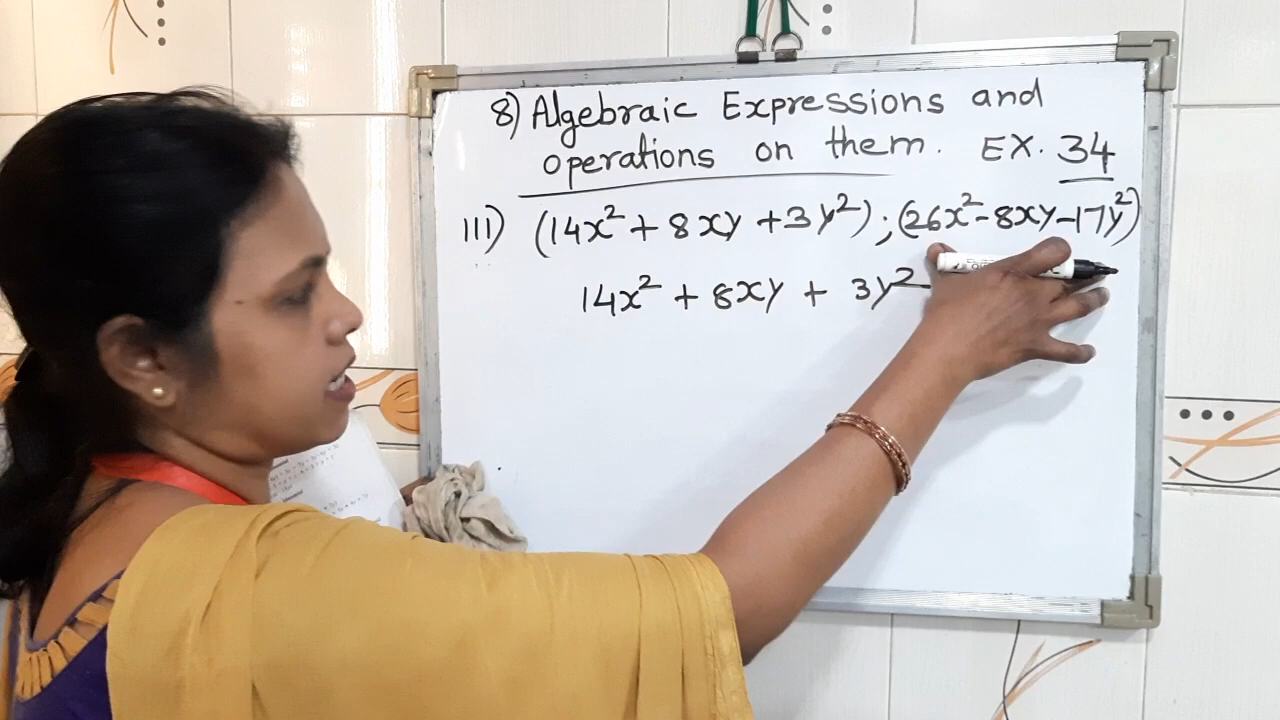 8) Algebraic Expressions and
operations on them. EX. 34
III) (14x² + 8xy + 3y²) ; (26x² - 8xy - 17y²)
14x² + 8xy + 3y²